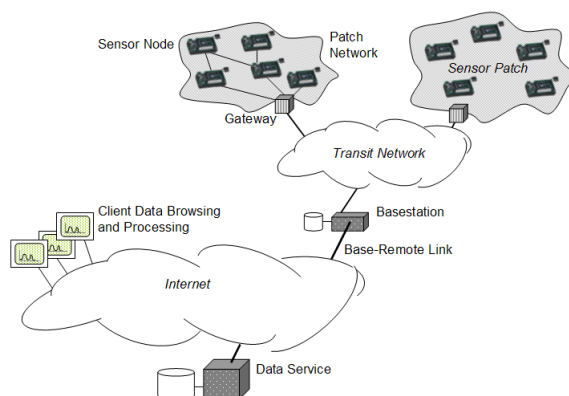 Sensor Node
Patch
Network
Sensor Patch
Gateway
Transit Network
Client Data Browsing
and Processing
Basestation
Base-Remote Link
Internet
Data Service